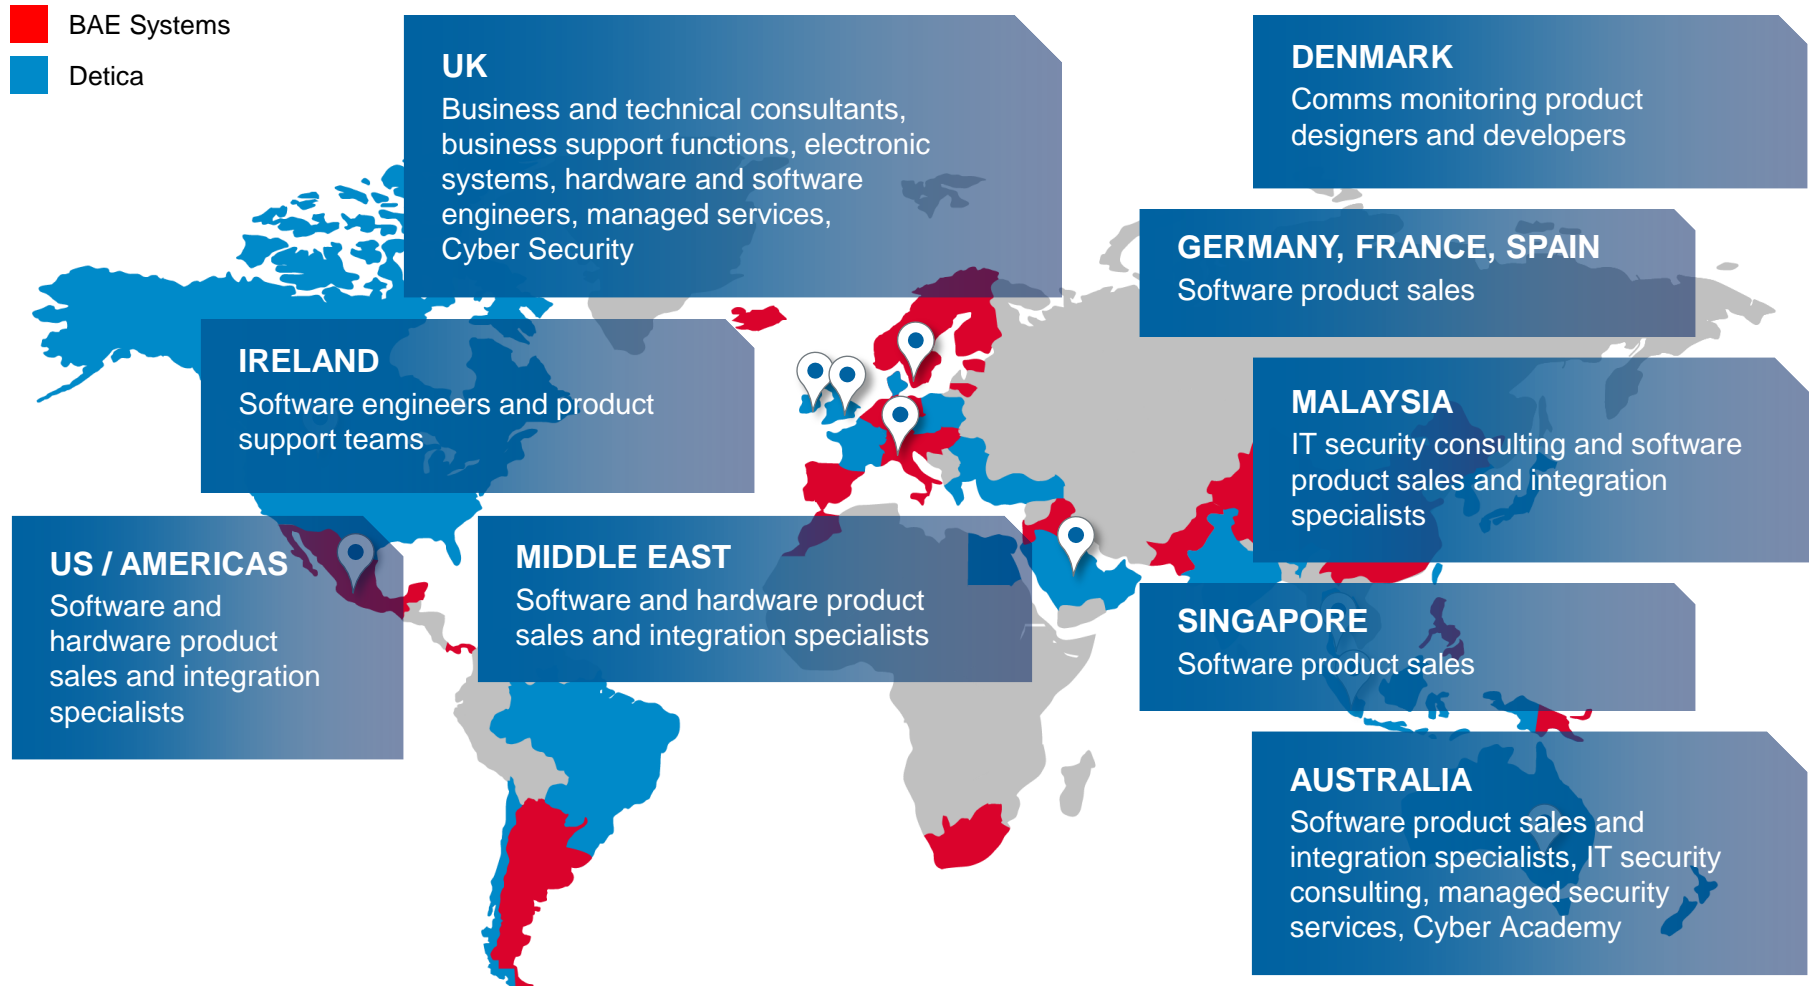 BAE Systems
Detica
UK
Business and technical consultants,
business support functions, electronic
systems, hardware and software
engineers, managed services,
Cyber Security
DENMARK
Comms monitoring product
designers and developers
GERMANY, FRANCE, SPAIN
Software product sales
IRELAND
Software engineers and product
support teams
MALAYSIA
IT security consulting and software
product sales and integration
specialists
US / AMERICAS
Software and
hardware product
sales and integration
specialists
MIDDLE EAST
Software and hardware product
sales and integration specialists
SINGAPORE
Software product sales
AUSTRALIA
Software product sales and
integration specialists, IT security
consulting, managed security
services, Cyber Academy